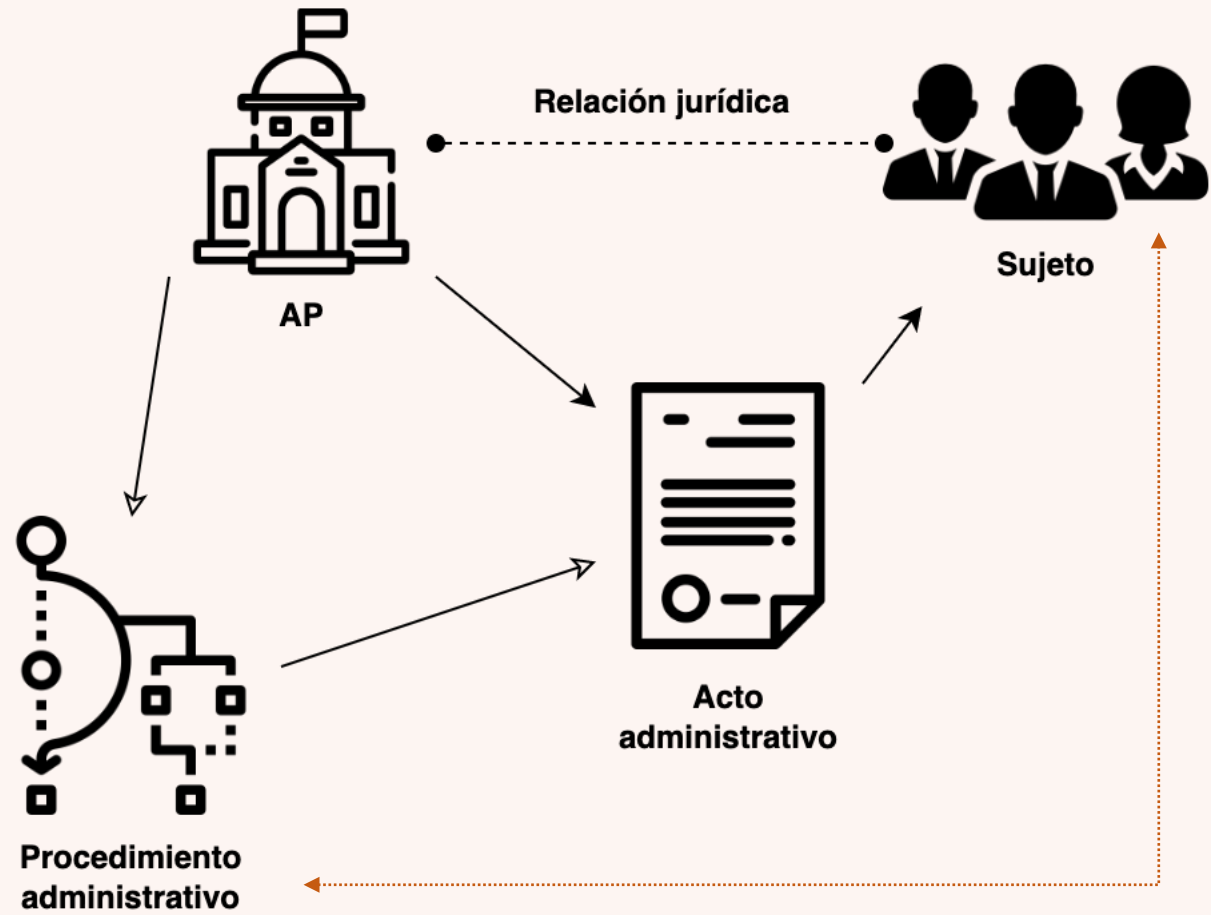 Relación jurídica
Sujeto
AP
Acto
administrativo
Procedimiento
administrativo